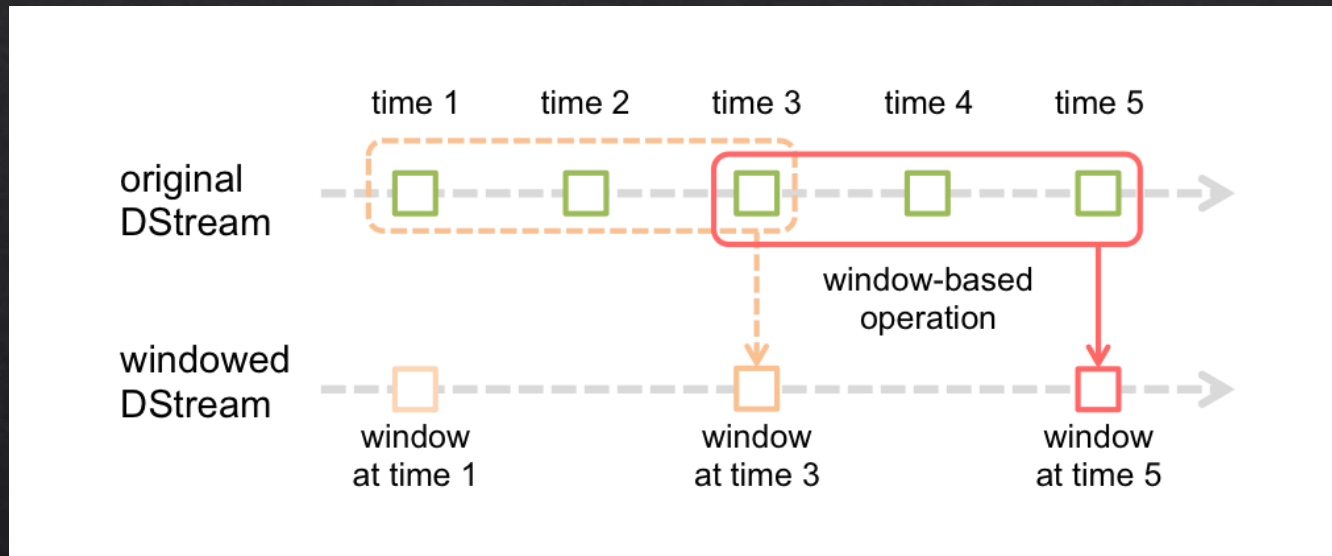 time 1 time 2 time 3 time 4 time 5
original
DStream
window-based
operation
windowed
DStream
window window window
at time 1 at time 3 at time 5